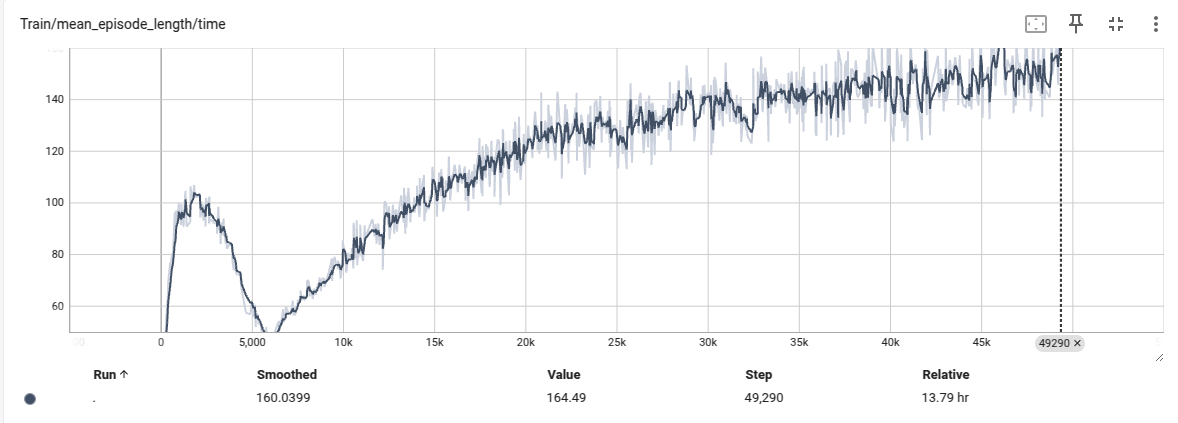 Train/mean_episode_length/time
140
120
100
80
60
0 5,000 10k 15k 20k 25k 30k 35k 40k 45k 49290 ×
Run ↑ Smoothed Value Step Relative
. 160.0399 164.49 49,290 13.79 hr